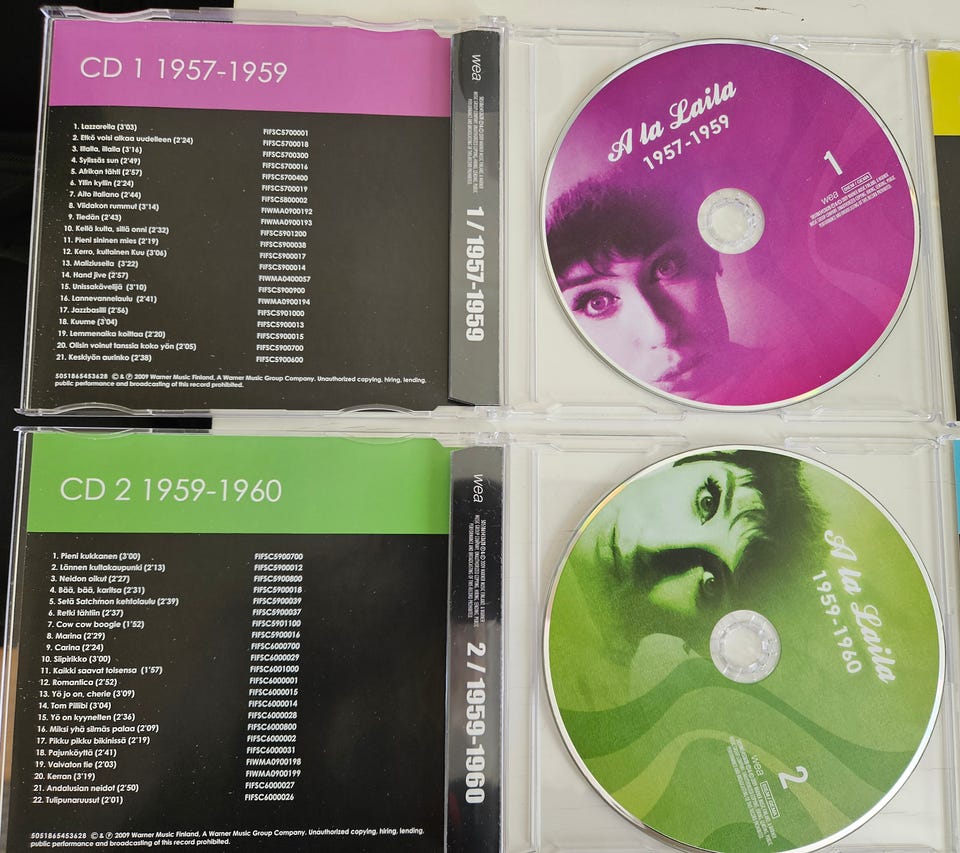 CD 1 1957-1959
1. Lazzarella (3'03) FIFSC5700001
2. Etkö voisi alkaa uudelleen (2'24) FIFSC5700018
3. Illalla, illalla (3'16) FIFSC5700300
4. Sylissäs sun (2'49) FIFSC5700016
5. Afrikan tähti (2'57) FIFSC5700400
6. Yilin kyllin (2'24) FIFSC5700019
7. Aito italiano (2'44) FIFSC5800002
8. Viidakon rummut (3'14) FIWMA0900192
9. Tiedän (2'43) FIWMA0900193
10. Kellä kulta, sillä onni (2'32) FIFSC5901200
11. Pieni sininen mies (2'19) FIFSC5900038
12. Kerro, kultainen Kuu (3'06) FIFSC5900017
13. Maliziusella (3'22) FIFSC5900014
14. Hand jive (2'57) FIWMA0400057
15. Unissakävelijä (3'10) FIFSC5900900
16. Lannevannelaulu (2'41) FIWMA0900194
17. Jazzbasilli (2'56) FIFSC5901000
18. Kuume (3'04) FIFSC5900013
19. Lemmenaika koittaa (2'20) FIFSC5900015
20. Olisin voinut tanssia koko yön (2'05) FIFSC5900700
21. Keskiyön aurinko (2'38) FIFSC5900600
5051865453628 © & ℗ 2009 Warner Music Finland, A Warner Music Group Company. Unauthorized copying, hiring, lending,
public performance and broadcasting of this record prohibited.
wea
1 / 1957-1959
A la Laila
1957-1959
1
wea
CD 2 1959-1960
1. Pieni kukkanen (3'00) FIFSC5900700
2. Lännen kultakaupunki (2'13) FIFSC5900012
3. Neidon oikut (2'27) FIFSC5900800
4. Bää, bää, karitsa (2'31) FIFSC5900018
5. Setä Satchmon kehtolaulu (2'39) FIFSC5900039
6. Retki tähtiin (2'37) FIFSC5900037
7. Cow cow boogie (1'52) FIFSC5901100
8. Marina (2'29) FIFSC5900016
9. Carina (2'24) FIFSC6000700
10. Siipirikko (3'00) FIFSC6000029
11. Kaikki saavat toisensa (1'57) FIFSC6001000
12. Romantica (2'52) FIFSC6000001
13. Yö jo on, cherie (3'09) FIFSC6000015
14. Tom Pillibi (3'04) FIFSC6000014
15. Yö on kyynelten (2'36) FIFSC6000028
16. Miksi yhä silmäs palaa (2'09) FIFSC6000800
17. Pikku pikku bikinissä (2'19) FIFSC6000002
18. Pajunköyttä (2'41) FIFSC6000031
19. Vaivaton tie (2'03) FIWMA0900198
20. Kerran (3'19) FIWMA0900199
21. Andalusian neidot (2'50) FIFSC6000027
22. Tulipunaruusut (2'01) FIFSC6000026
5051865453628 © & ℗ 2009 Warner Music Finland, A Warner Music Group Company. Unauthorized copying, hiring, lending,
public performance and broadcasting of this record prohibited.
wea
2 / 1959-1960
A la Laila
1959-1960
2
wea